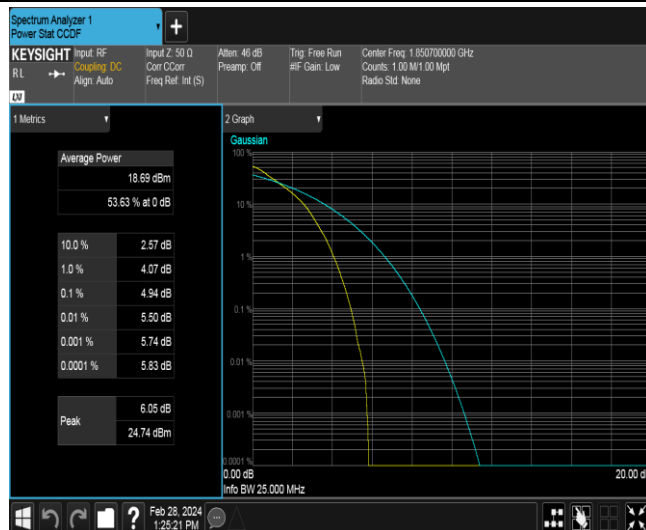 Spectrum Analyzer 1
Power Stat CCDF
KEYSIGHT
RL
Input: RF
Coupling: DC
Align: Auto
Input Z: 50 Ω
Corr CCorr
Freq Ref: Int (S)
Atten: 46 dB
Preamp: Off
Trig: Free Run
#IF Gain: Low
Center Freq: 1.850700000 GHz
Counts: 1.00 M/1.00 Mpt
Radio Std: None
1 Metrics
Average Power
18.69 dBm
53.63 % at 0 dB
10.0 % 2.57 dB
1.0 % 4.07 dB
0.1 % 4.94 dB
0.01 % 5.50 dB
0.001 % 5.74 dB
0.0001 % 5.83 dB
Peak
6.05 dB
24.74 dBm
2 Graph
Gaussian
100 %
10 %
1 %
0.1 %
0.01 %
0.001 %
0.0001 %
0.00 dB
20.00 d
Info BW 25.000 MHz
Feb 28, 2024
1:25:21 PM